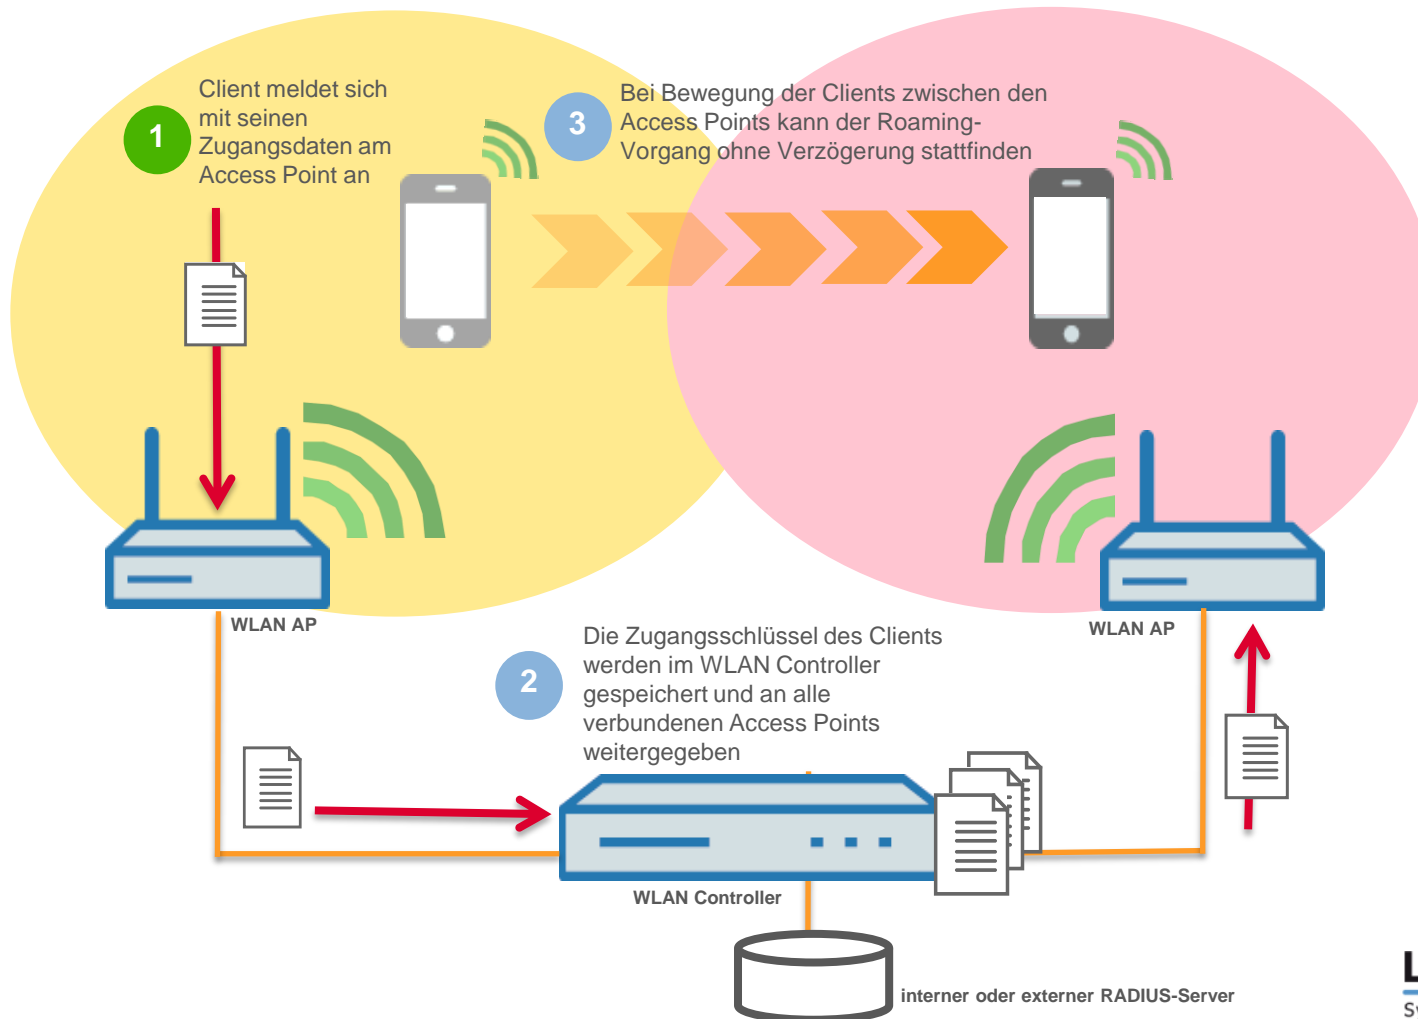 1
Client meldet sich
mit seinen
Zugangsdaten am
Access Point an
3
Bei Bewegung der Clients zwischen den
Access Points kann der Roaming-
Vorgang ohne Verzögerung stattfinden
WLAN AP
WLAN AP
2
Die Zugangsschlüssel des Clients
werden im WLAN Controller
gespeichert und an alle
verbundenen Access Points
weitergegeben
WLAN Controller
interner oder externer RADIUS-Server